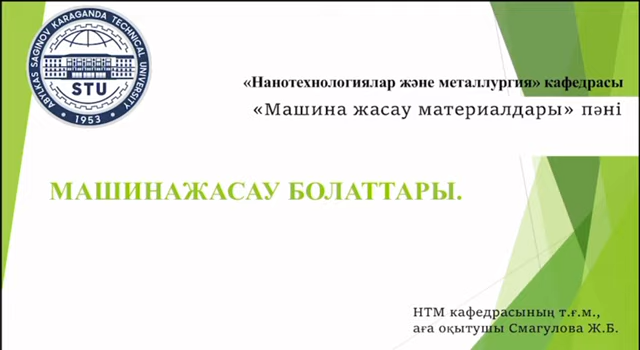 ABYLKAS SAGINOV KARAGANDA TECHNICAL UNIVERSITY
STU
1953
«Нанотехнологиялар және металлургия» кафедрасы
«Машина жасау материалдары» пәні
МАШИНАЖАСАУ БОЛАТТАРЫ.
НТМ кафедрасының т.ғ.м.,
аға оқытушы Смагулова Ж.Б.